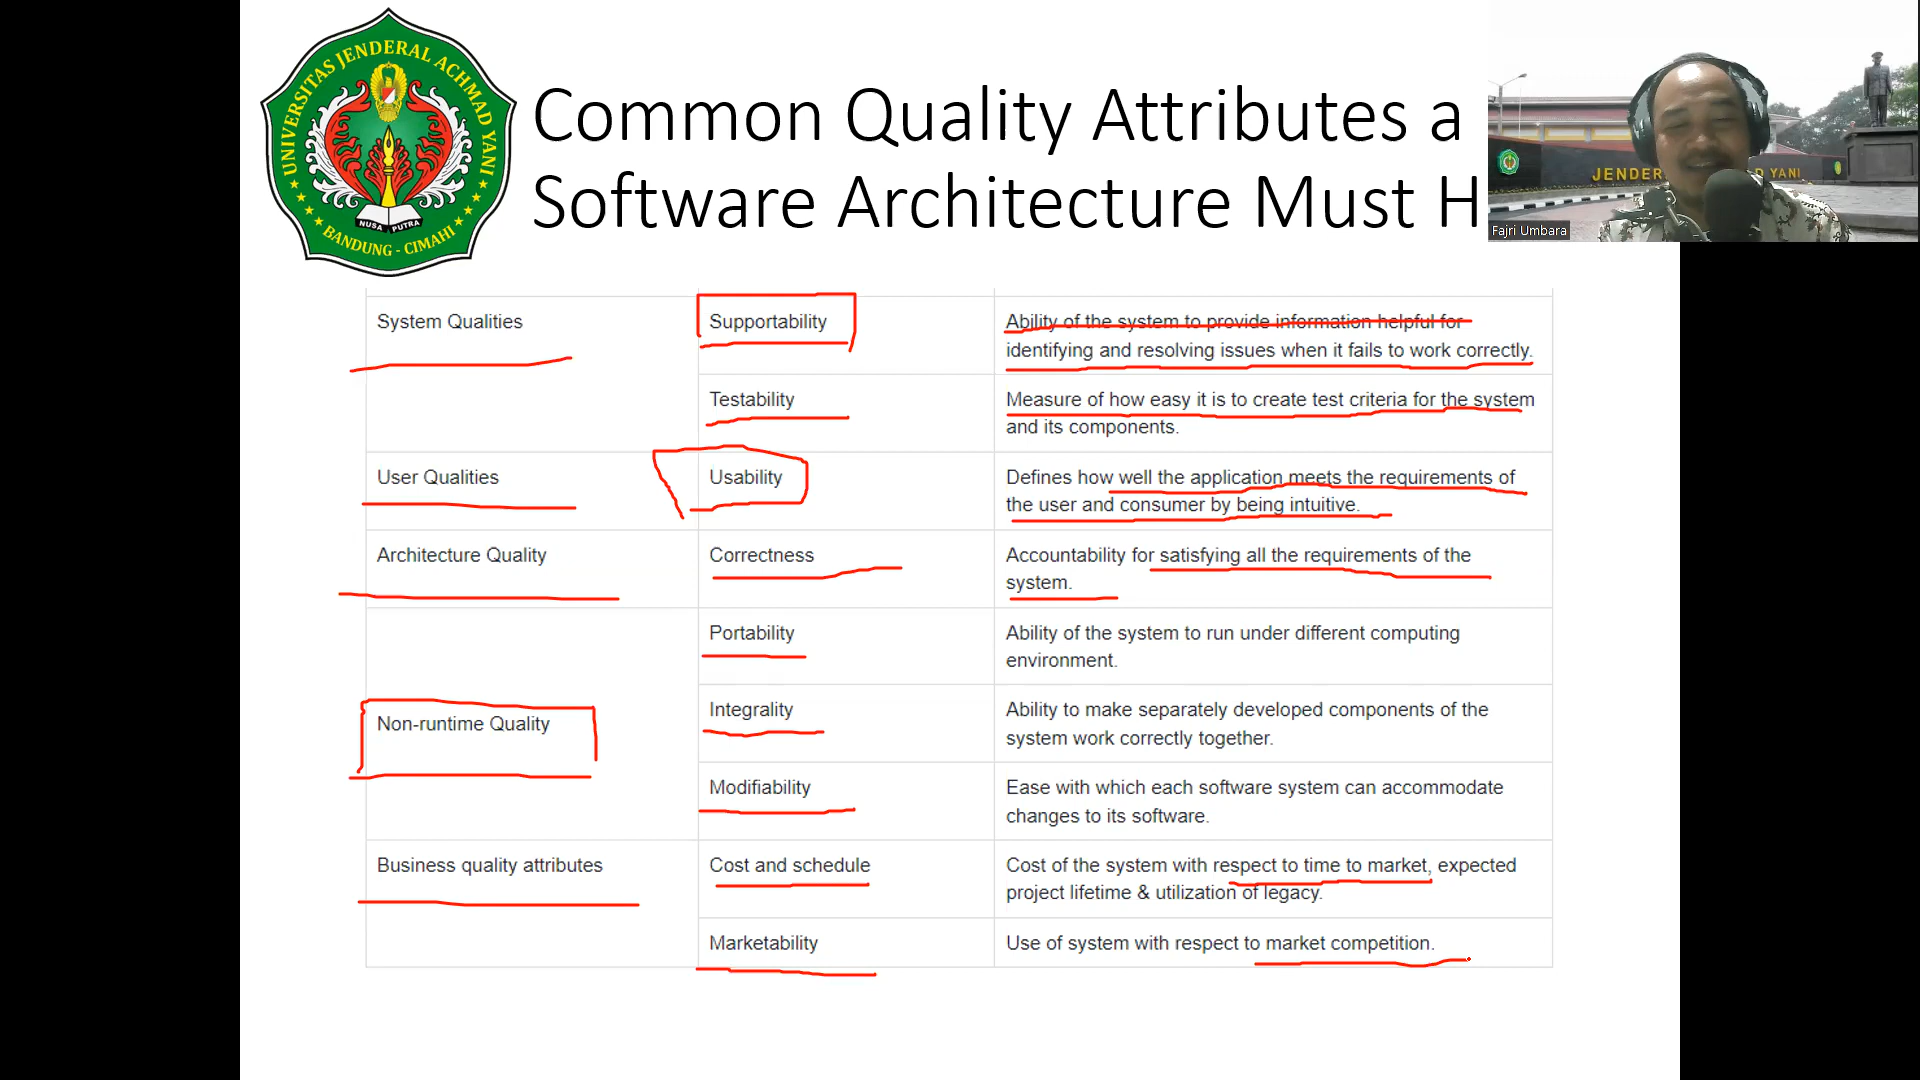 UNIVERSITAS JENDERAL ACHMAD YANI
NUSA PUTRA
BANDUNG - CIMAHI
Common Quality Attributes a
Software Architecture Must H
JENDER
D YANI
Fajri Umbara
System Qualities
Supportability
Ability of the system to provide information helpful for
identifying and resolving issues when it fails to work correctly.
Testability
Measure of how easy it is to create test criteria for the system
and its components.
User Qualities
Usability
Defines how well the application meets the requirements of
the user and consumer by being intuitive.
Architecture Quality
Correctness
Accountability for satisfying all the requirements of the
system.
Non-runtime Quality
Portability
Ability of the system to run under different computing
environment.
Integrality
Ability to make separately developed components of the
system work correctly together.
Modifiability
Ease with which each software system can accommodate
changes to its software.
Business quality attributes
Cost and schedule
Cost of the system with respect to time to market, expected
project lifetime & utilization of legacy.
Marketability
Use of system with respect to market competition.